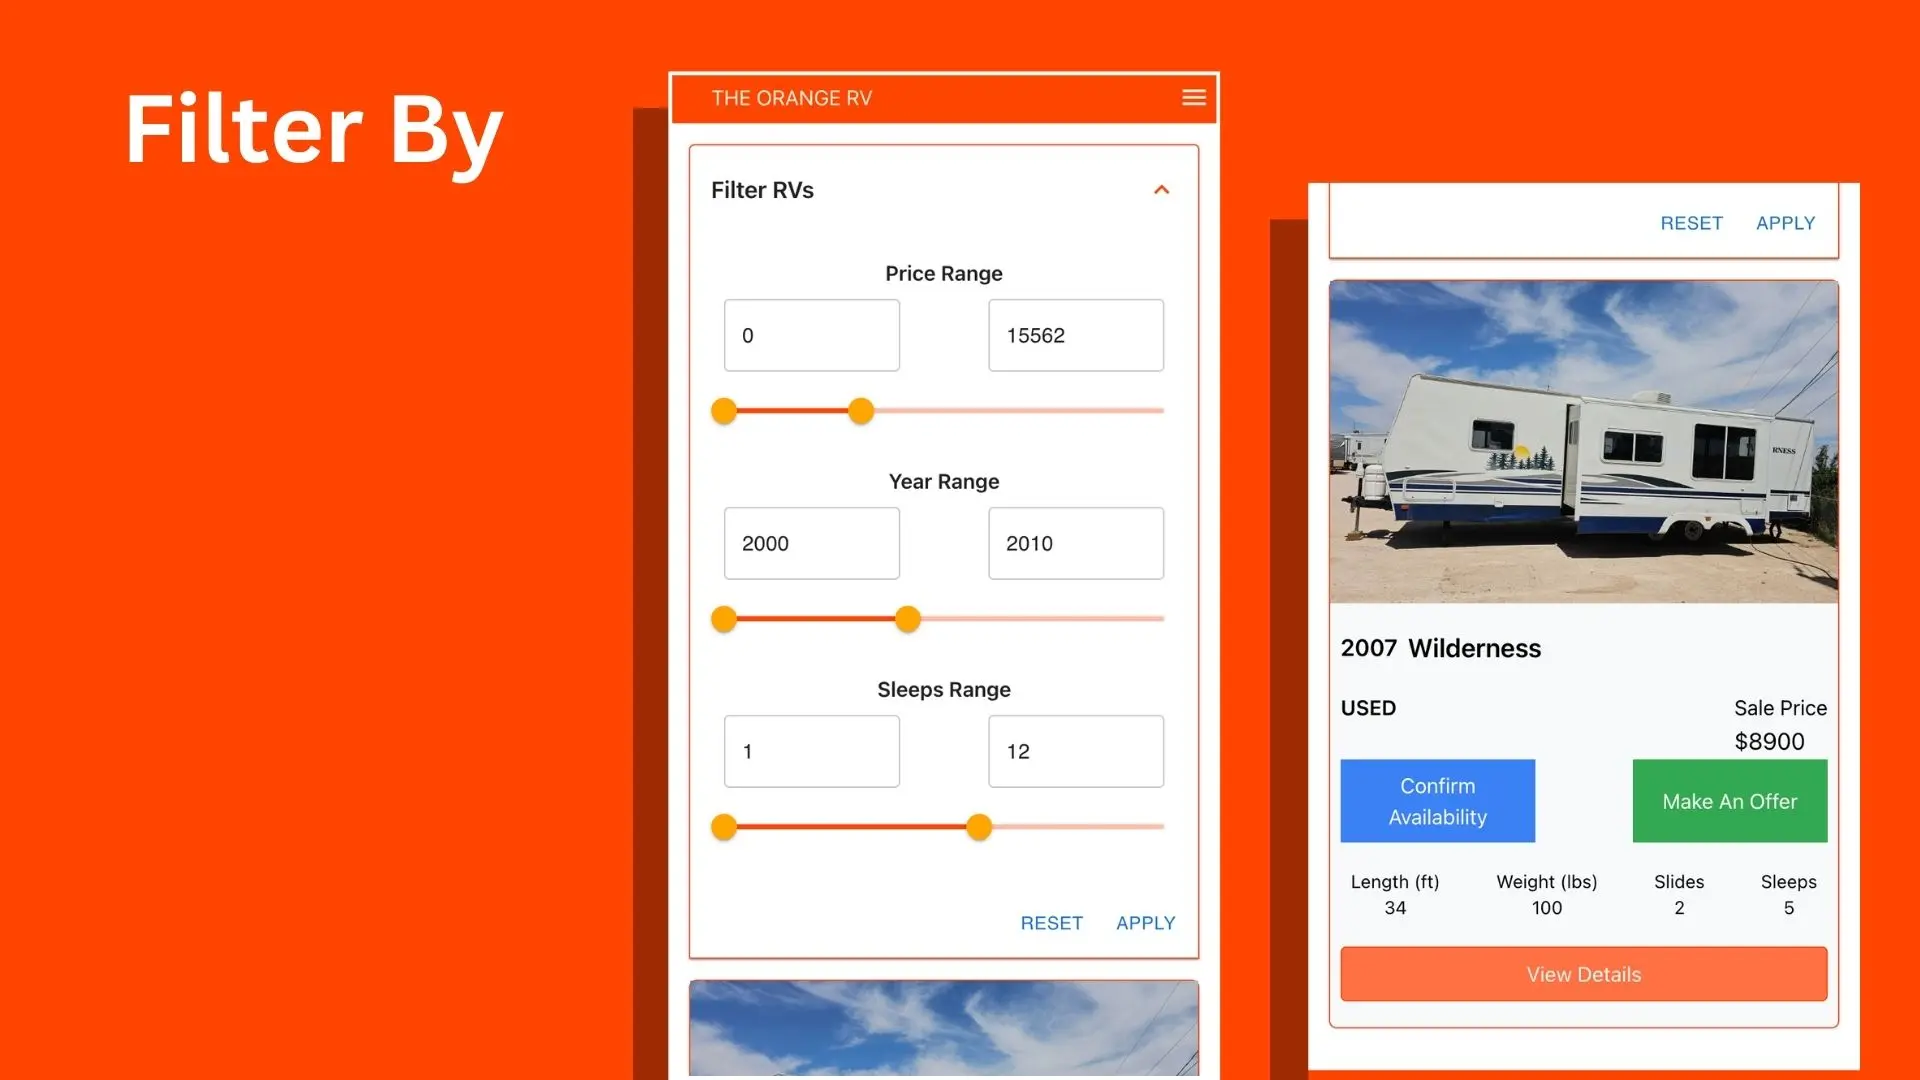 Filter By
THE ORANGE RV
Filter RVs
Price Range
0
15562
Year Range
2000
2010
Sleeps Range
1
12
RESET
APPLY
RESET
APPLY
RNESS
2007 Wilderness
USED
Sale Price
$8900
Confirm
Availability
Make An Offer
Length (ft)
34
Weight (lbs)
100
Slides
2
Sleeps
5
View Details